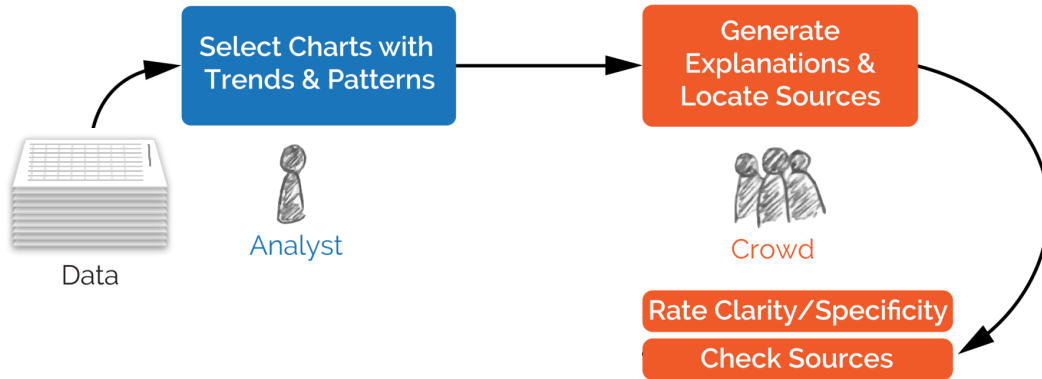 Select Charts with
Trends & Patterns
Generate
Explanations &
Locate Sources
Data
Analyst
Crowd
Rate Clarity/Specificity
Check Sources